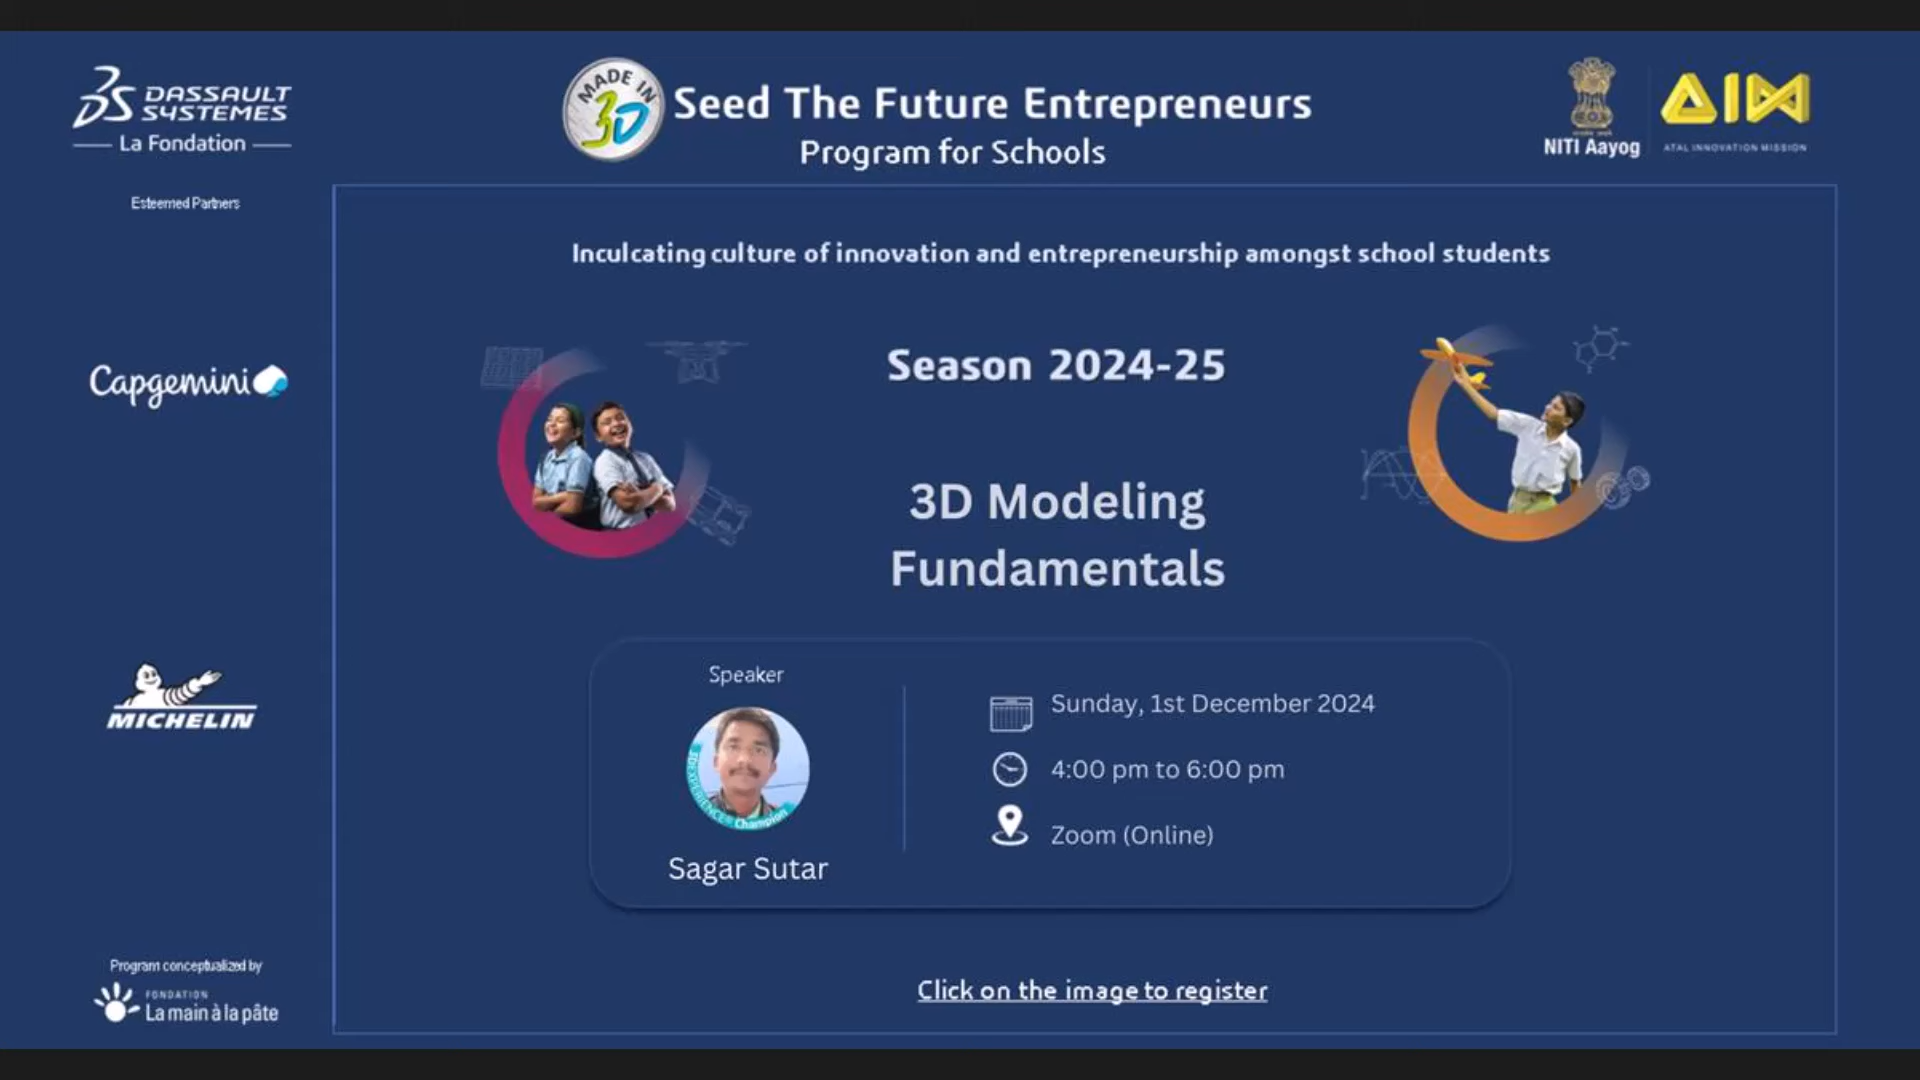 DASSAULT
SYSTEMES
La Fondation
MADE IN
3D
Seed The Future Entrepreneurs
Program for Schools
NITI Aayog
AIM
ATAL INNOVATION MISSION
Esteemed Partners
Capgemini
MICHELIN
Program conceptualized by
FONDATION
La main à la pâte
Inculcating culture of innovation and entrepreneurship amongst school students
Season 2024-25
3D Modeling
Fundamentals
Speaker
3DEXPERIENCE® Champion
Sagar Sutar
Sunday, 1st December 2024
4:00 pm to 6:00 pm
Zoom (Online)
Click on the image to register